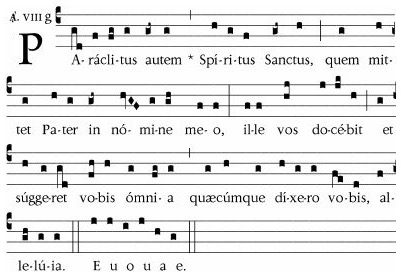 A. VIII g
PA·rácli·tus autem * Spí·ri·tus Sanctus, quem mit-
tet Pa·ter in nó·mi·ne me·o, il·le vos do·cé·bit et
súgge·ret vo·bis ómni·a quæcúmque dí·xe·ro vo·bis, al-
le·lú·ia. E u o u a e.